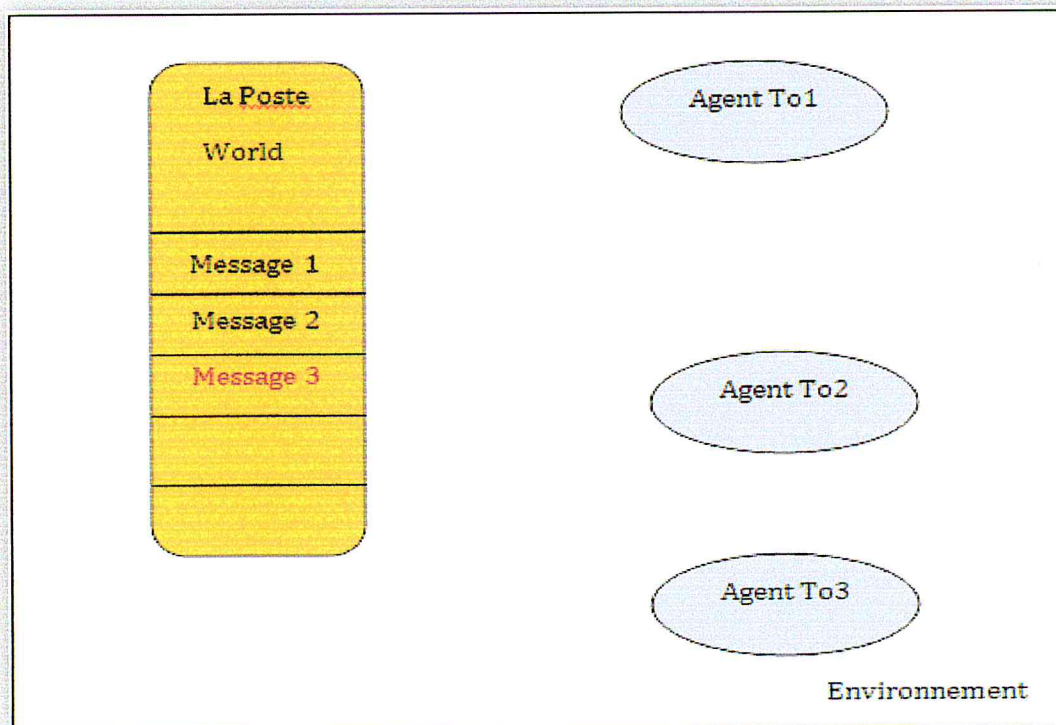 La Poste
World
Message 1
Message 2
Message 3
Agent To1
Agent To2
Agent To3
Environnement